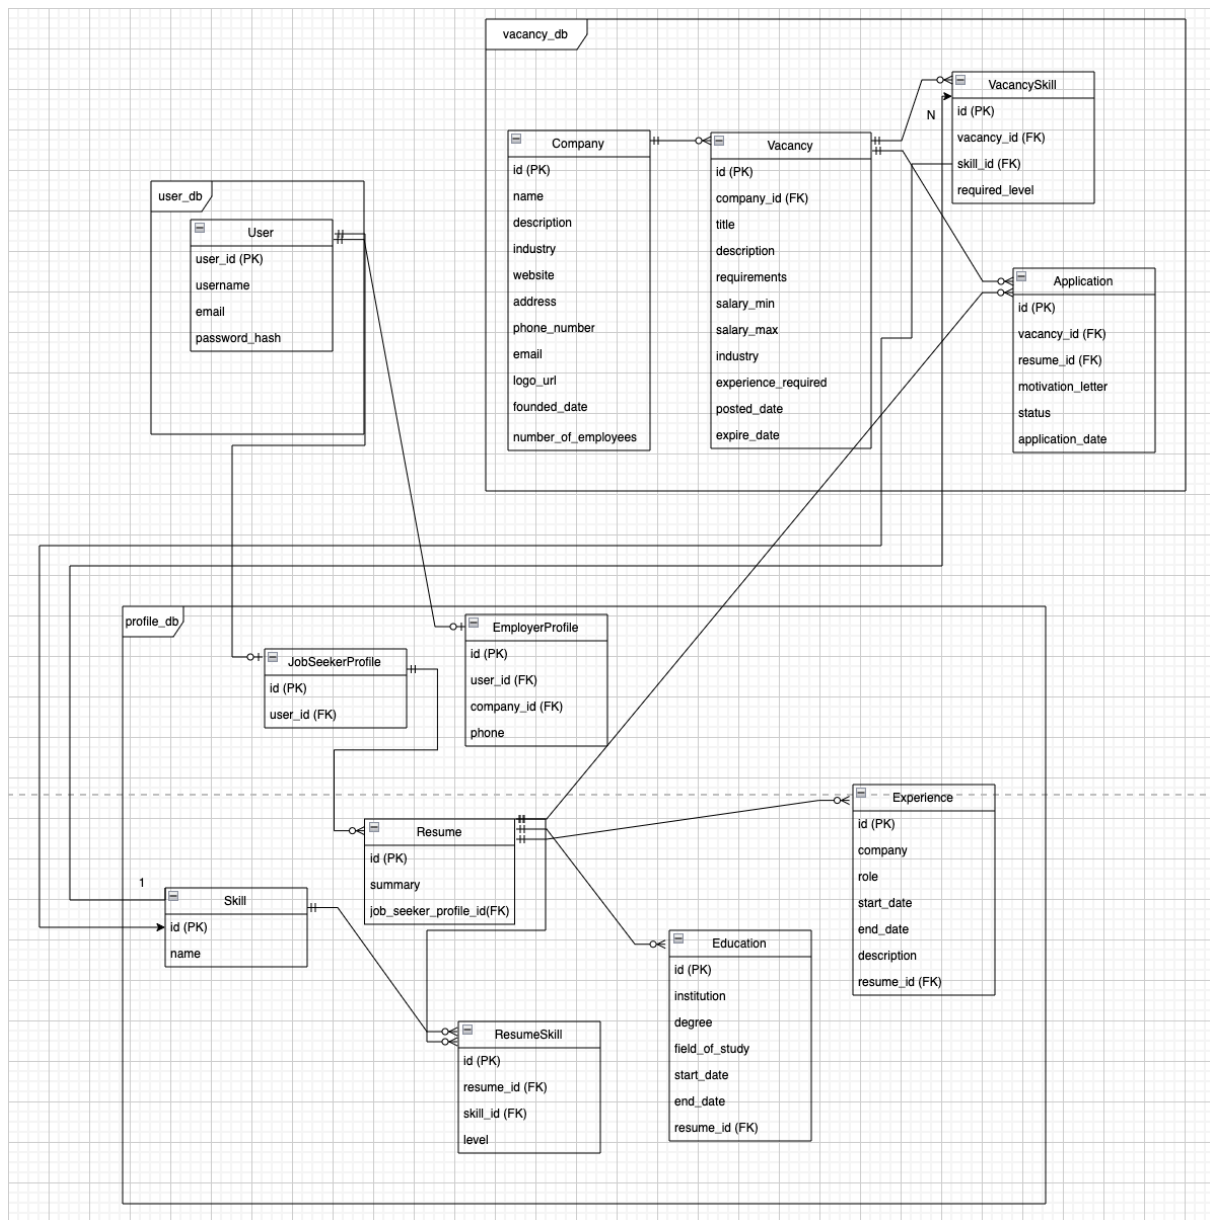 vacancy_db
VacancySkill
id (PK)
vacancy_id (FK)
skill_id (FK)
required_level
N
Company
id (PK)
name
description
industry
website
address
phone_number
email
logo_url
founded_date
number_of_employees
Vacancy
id (PK)
company_id (FK)
title
description
requirements
salary_min
salary_max
industry
experience_required
posted_date
expire_date
Application
id (PK)
vacancy_id (FK)
resume_id (FK)
motivation_letter
status
application_date
user_db
User
user_id (PK)
username
email
password_hash
profile_db
EmployerProfile
id (PK)
user_id (FK)
company_id (FK)
phone
JobSeekerProfile
id (PK)
user_id (FK)
Resume
id (PK)
summary
job_seeker_profile_id(FK)
Experience
id (PK)
company
role
start_date
end_date
description
resume_id (FK)
1
Skill
id (PK)
name
Education
id (PK)
institution
degree
field_of_study
start_date
end_date
resume_id (FK)
ResumeSkill
id (PK)
resume_id (FK)
skill_id (FK)
level